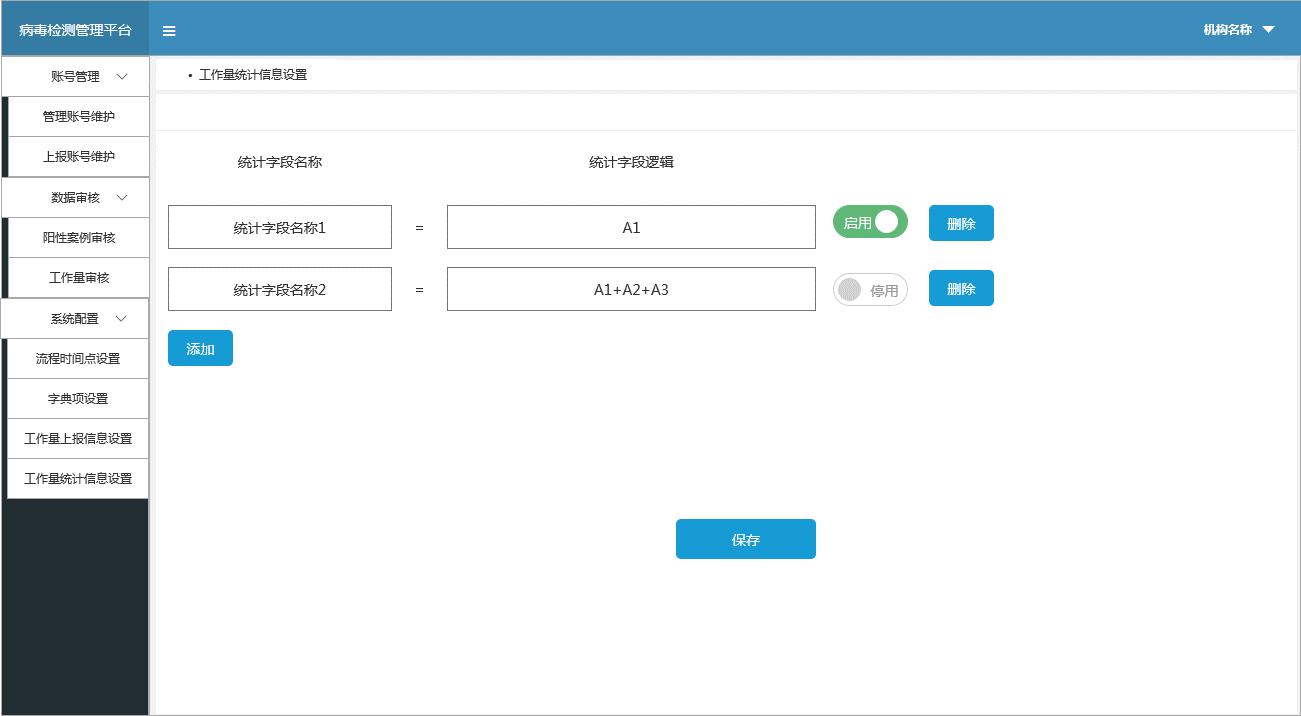 病毒检测管理平台
机构名称
账号管理
管理账号维护
上报账号维护
数据审核
阳性案例审核
工作量审核
系统配置
流程时间点设置
字典项设置
工作量上报信息设置
工作量统计信息设置
• 工作量统计信息设置
统计字段名称 统计字段逻辑
统计字段名称1 = A1 启用 删除
统计字段名称2 = A1+A2+A3 停用 删除
添加
保存